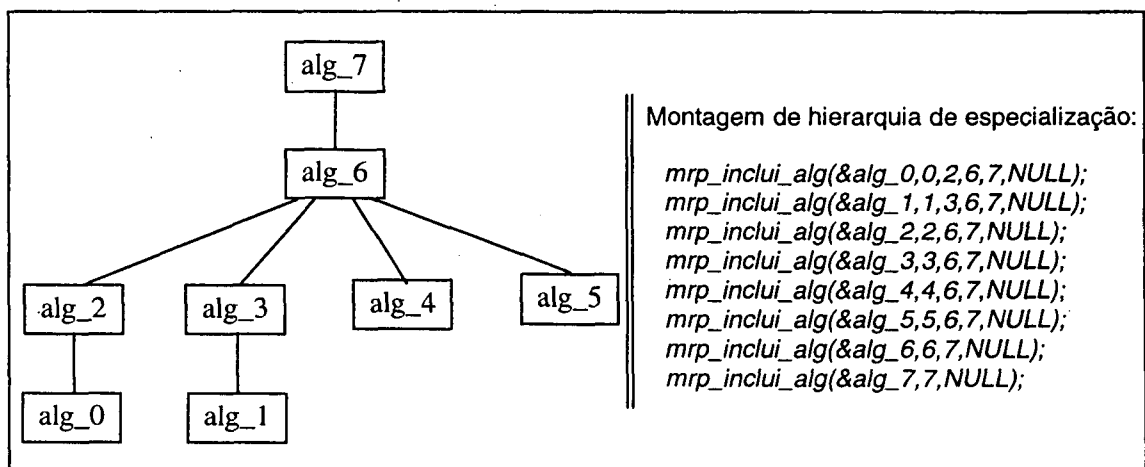 alg_7
alg_6
alg_2
alg_3
alg_4
alg_5
alg_0
alg_1
Montagem de hierarquia de especialização:
mrp_inclui_alg(&alg_0,0,2,6,7,NULL);
mrp_inclui_alg(&alg_1,1,3,6,7,NULL);
mrp_inclui_alg(&alg_2,2,6,7,NULL);
mrp_inclui_alg(&alg_3,3,6,7,NULL);
mrp_inclui_alg(&alg_4,4,6,7,NULL);
mrp_inclui_alg(&alg_5,5,6,7,NULL);
mrp_inclui_alg(&alg_6,6,7,NULL);
mrp_inclui_alg(&alg_7,7,NULL);